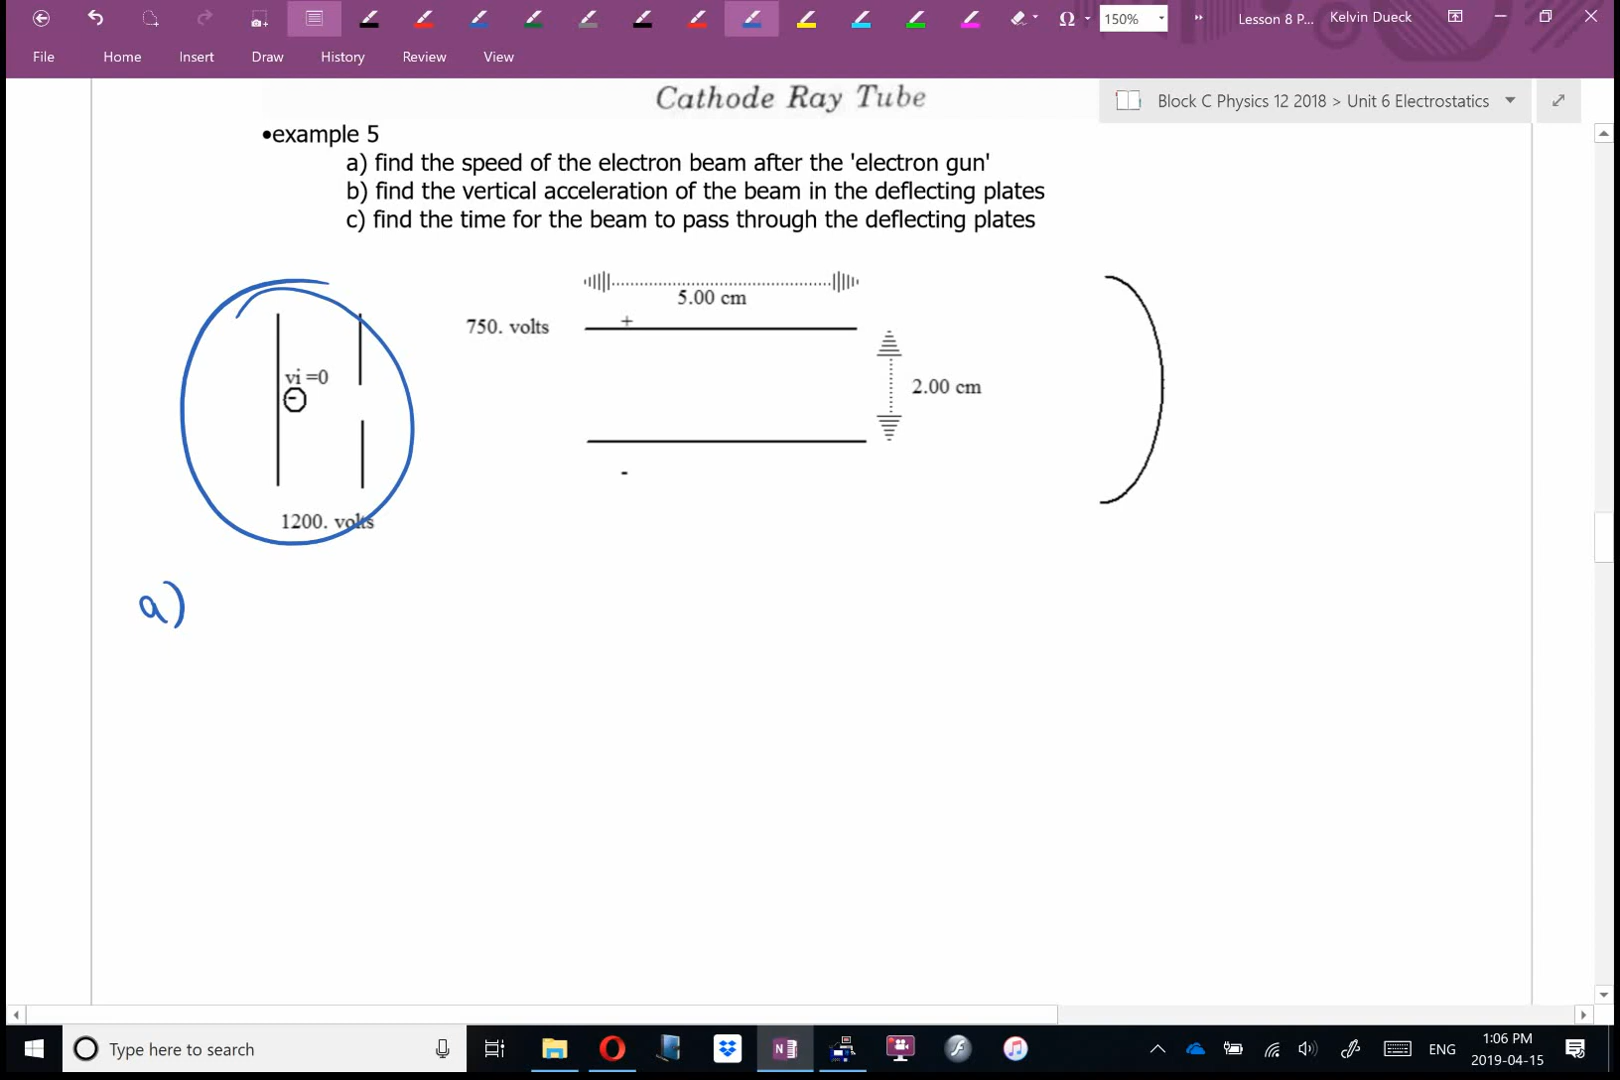 150%
Lesson 8 P...
Kelvin Dueck
File
Home
Insert
Draw
History
Review
View
Cathode Ray Tube
Block C Physics 12 2018 > Unit 6 Electrostatics
•example 5
a) find the speed of the electron beam after the 'electron gun'
b) find the vertical acceleration of the beam in the deflecting plates
c) find the time for the beam to pass through the deflecting plates
5.00 cm
750. volts
+
vi =0
-
2.00 cm
-
1200. volts
a)
Type here to search
ENG
1:06 PM
2019-04-15